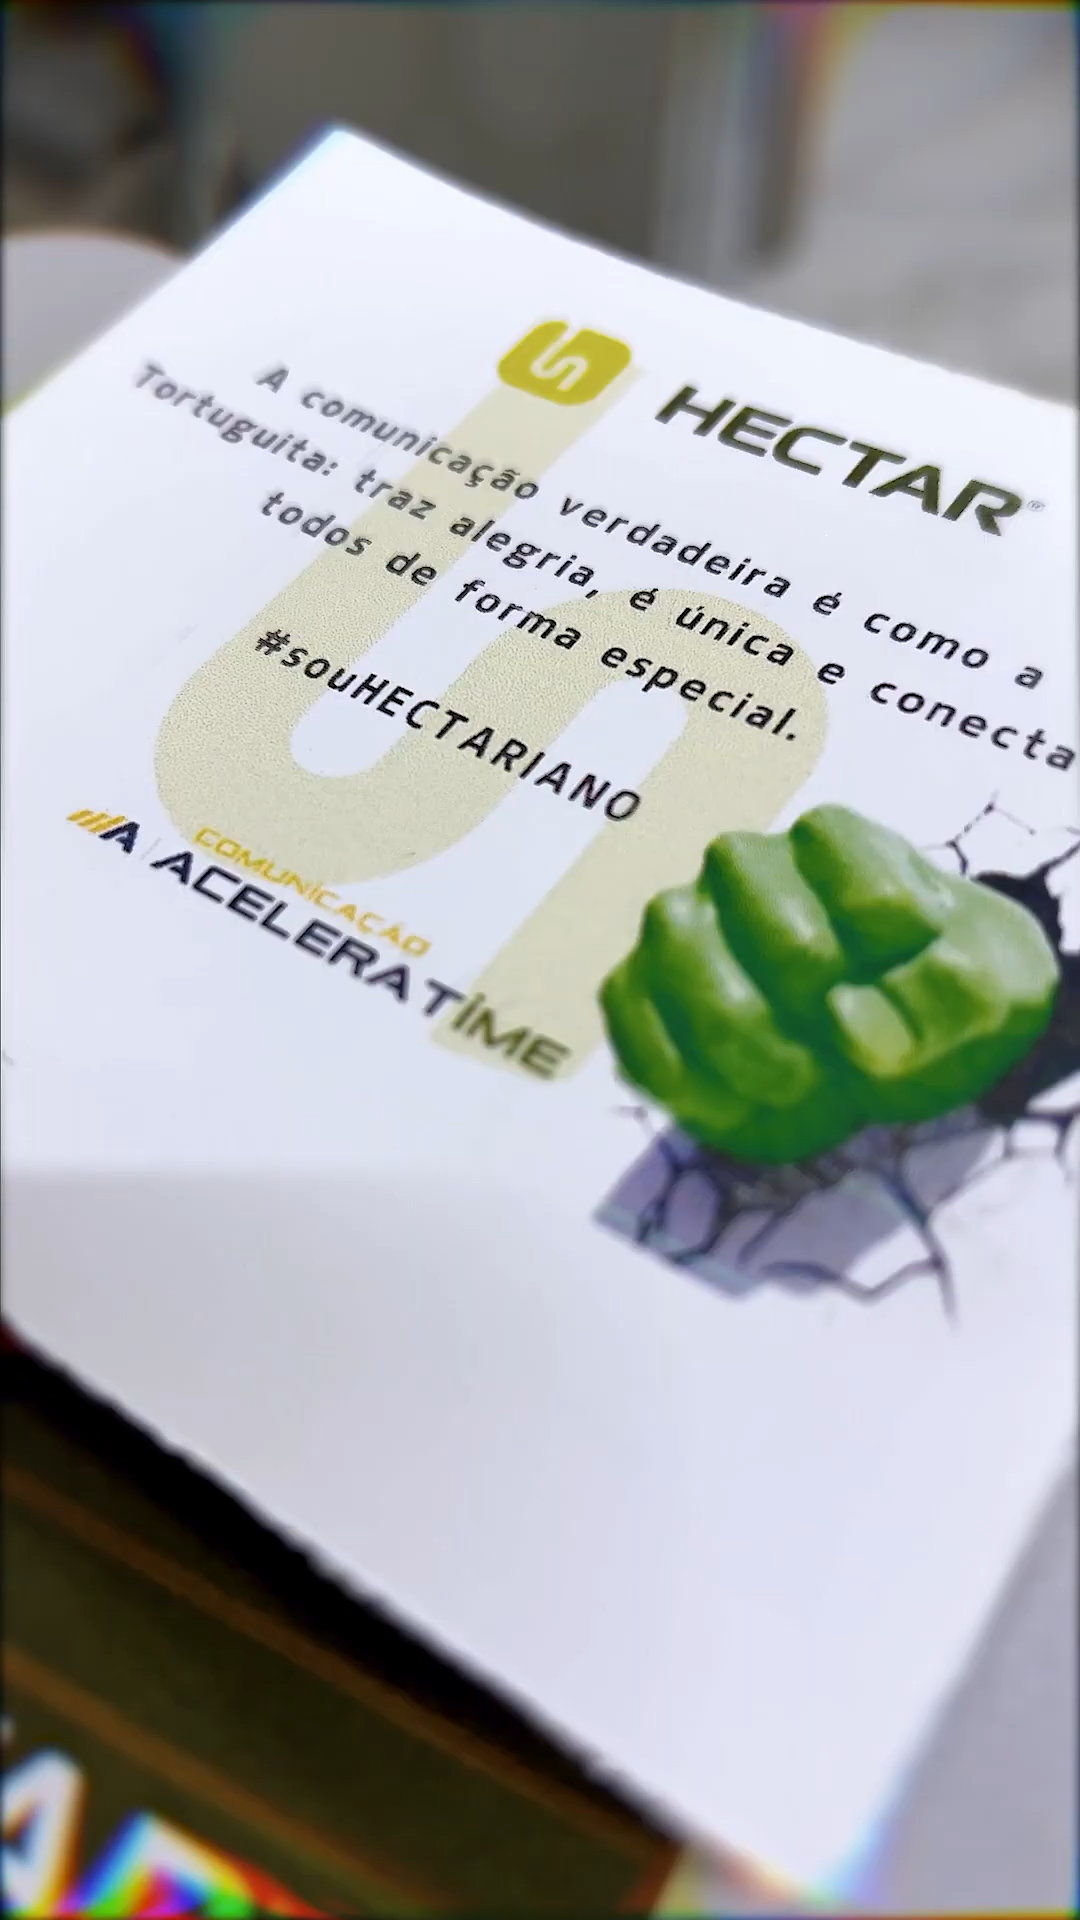 HECTAR®
A comunicação verdadeira é como a
Tortuguita: traz alegria, é única e conecta
todos de forma especial.
#souHECTARIANO
A | COMUNICAÇÃO
ACELERA TIME